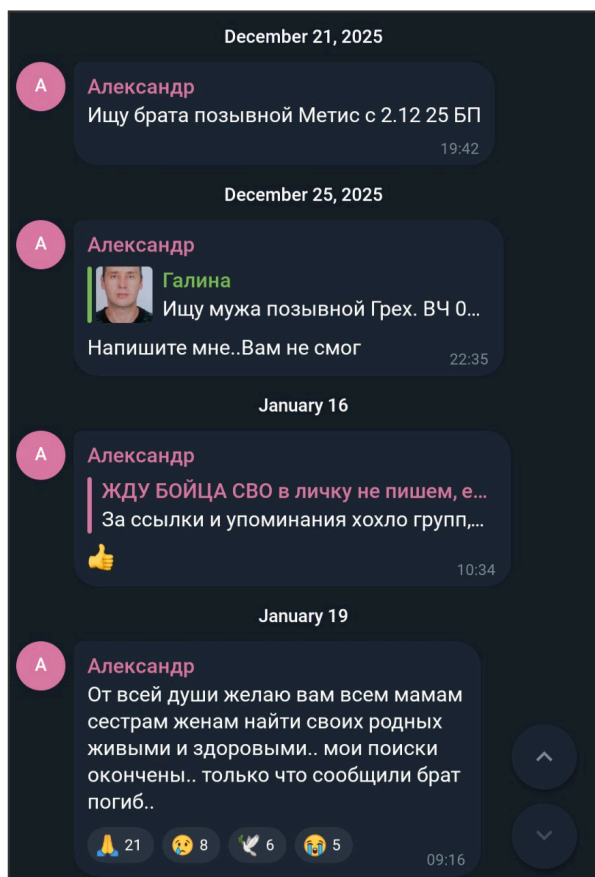 December 21, 2025
А
Александр
Ищу брата позывной Метис с 2.12 25 БП
19:42
December 25, 2025
А
Александр
Галина
Ищу мужа позывной Грех. ВЧ 0...
Напишите мне..Вам не смог
22:35
January 16
А
Александр
ЖДУ БОЙЦА СВО в личку не пишем, е...
За ссылки и упоминания хохло групп,...
👍
10:34
January 19
А
Александр
От всей души желаю вам всем мамам
сестрам женам найти своих родных
живыми и здоровыми.. мои поиски
окончены.. только что сообщили брат
погиб..
🙏 21 😢 8 🕊 6 😭 5
09:16